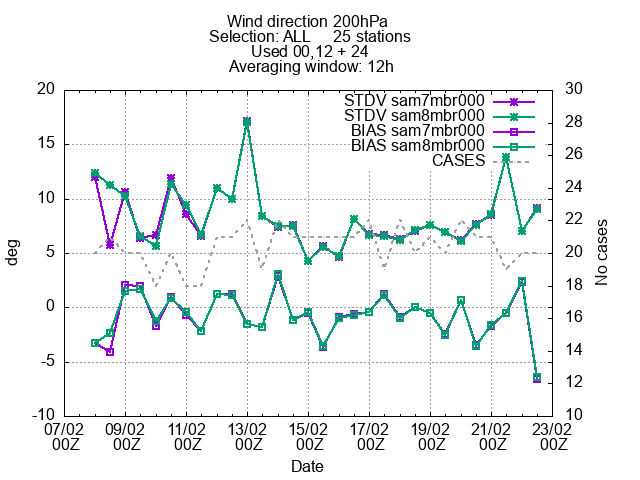 Wind direction 200hPa
Selection: ALL 25 stations
Used 00,12 + 24
Averaging window: 12h
STDV sam7mbr000
STDV sam8mbr000
BIAS sam7mbr000
BIAS sam8mbr000
CASES
20
15
10
5
0
-5
-10
deg
30
28
26
24
22
20
18
16
14
12
10
No cases
07/02 09/02 11/02 13/02 15/02 17/02 19/02 21/02 23/02
00Z 00Z 00Z 00Z 00Z 00Z 00Z 00Z 00Z
Date